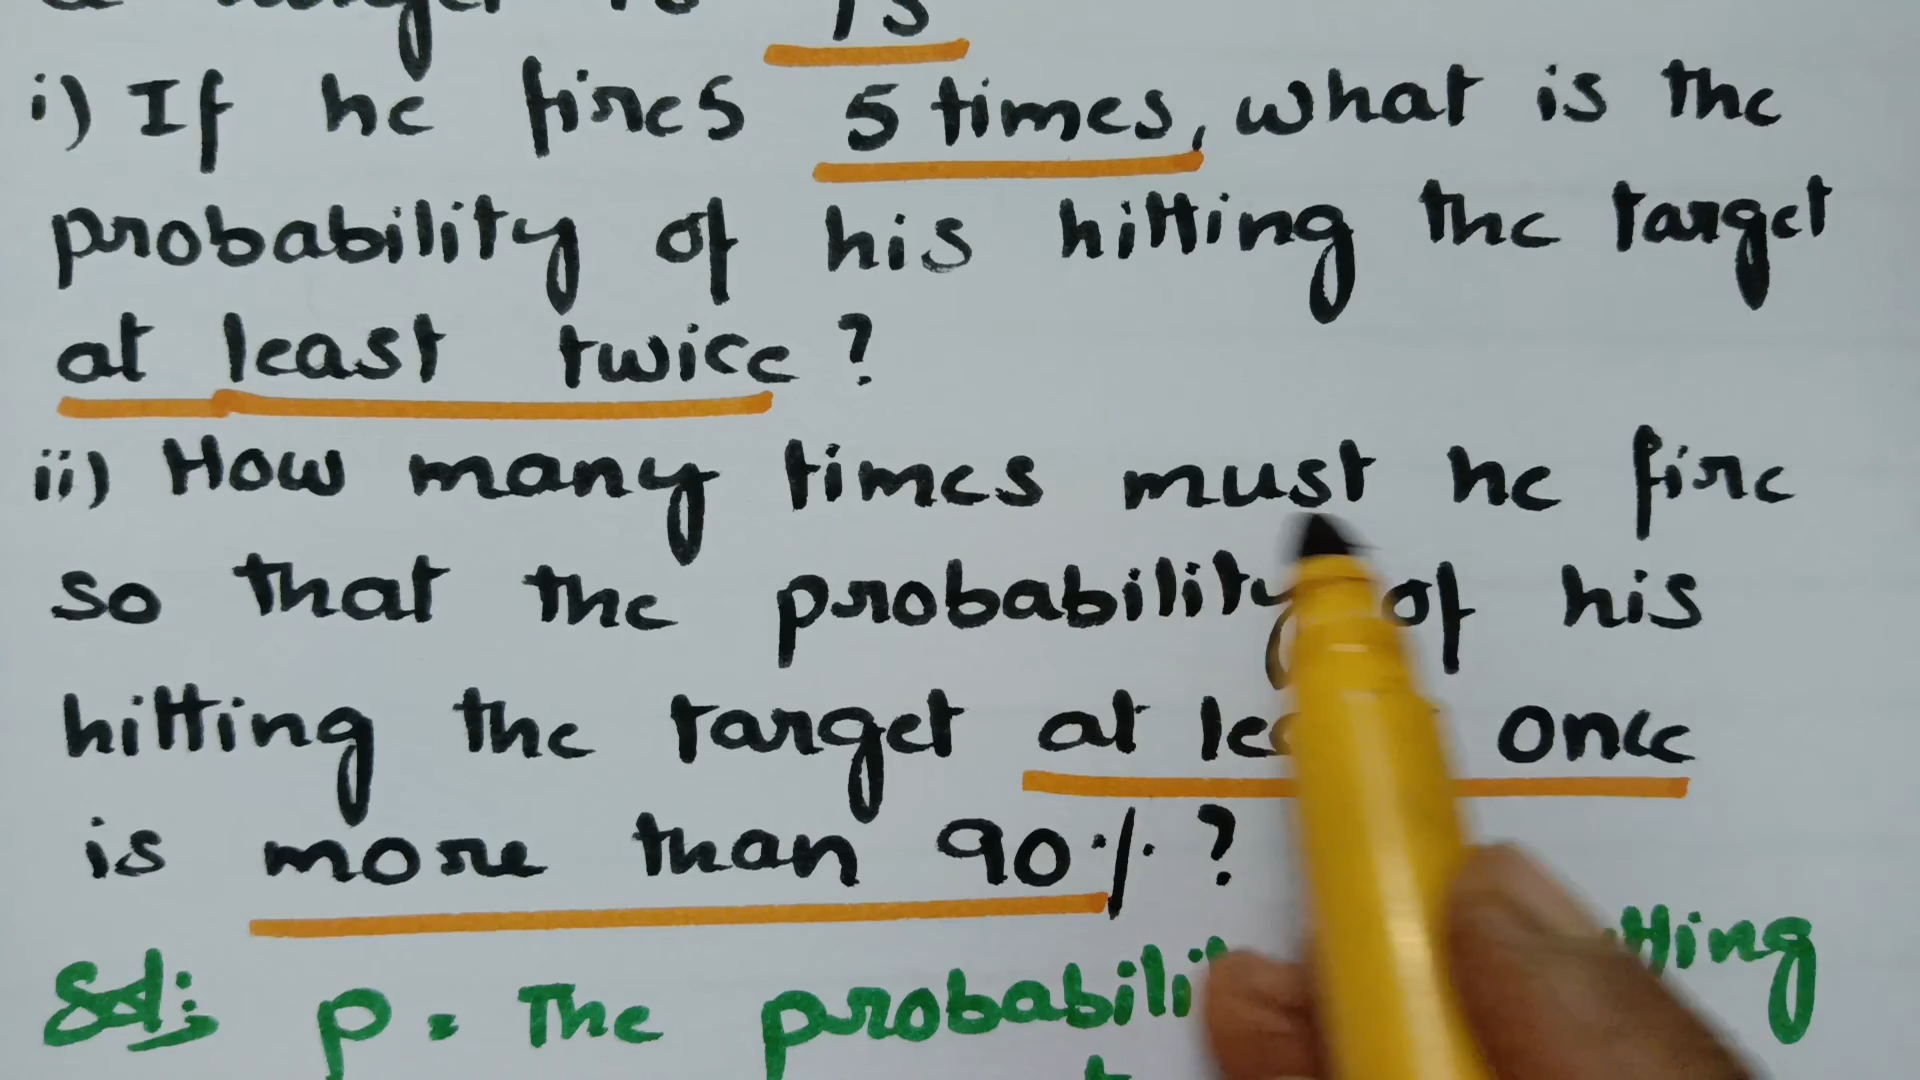 i) If he fires 5 times, what is the
probability of his hitting the target
at least twice ?
ii) How many times must he fire
so that the probability of his
hitting the target at once
is more than 90% ?
Sol: p = The